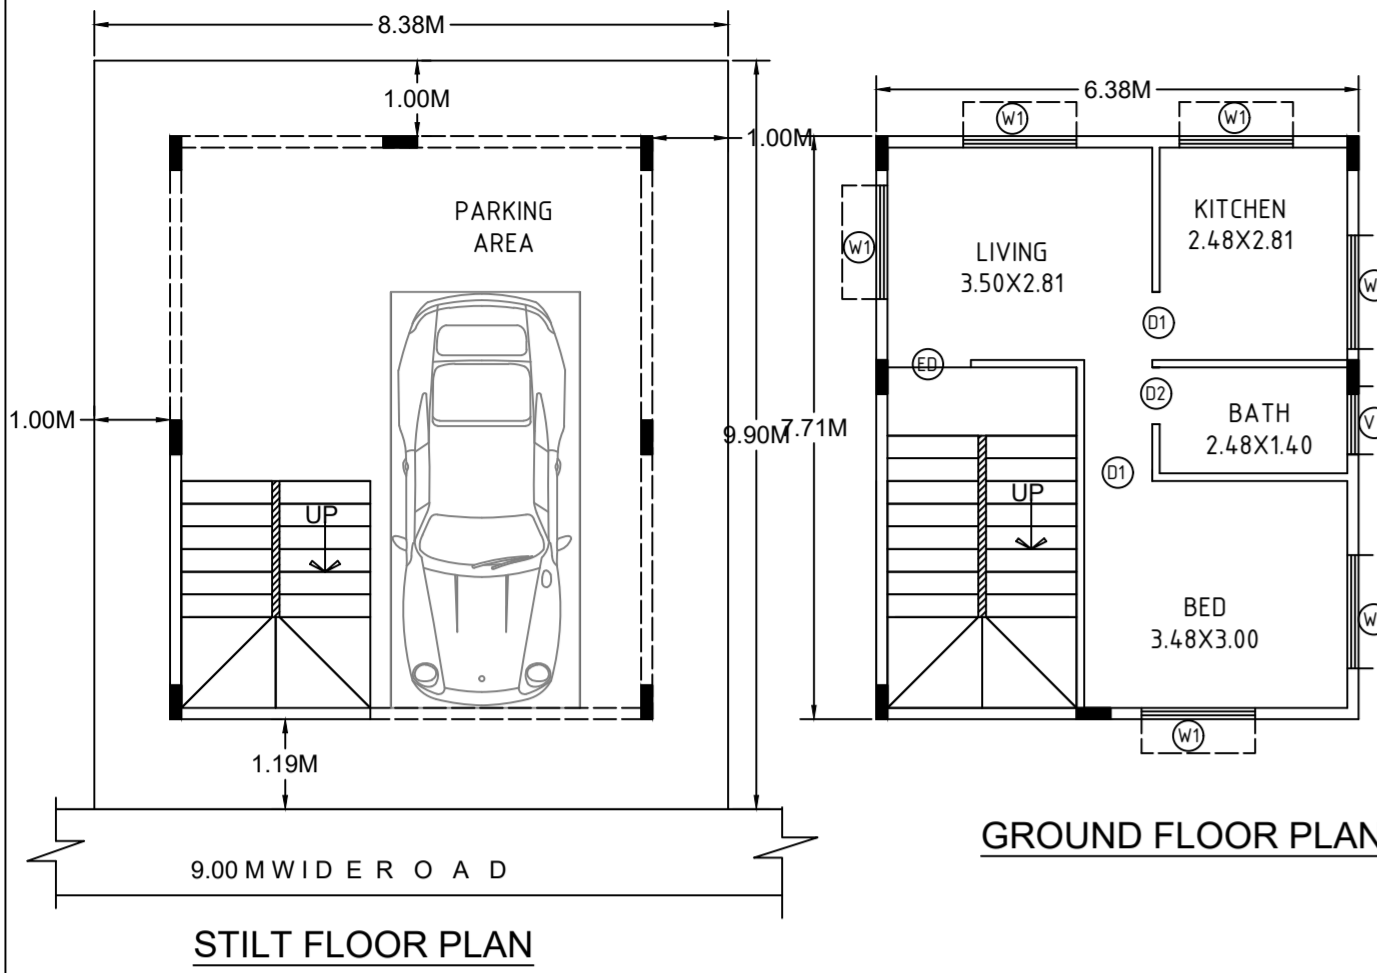 8.38M
1.00M
1.00M
PARKING
AREA
1.00M
9.90M
UP
1.19M
9.00 M W I D E R O A D
STILT FLOOR PLAN
6.38M
W1
W1
W1
KITCHEN
2.48X2.81
LIVING
3.50X2.81
W
D1
ED
D2
BATH
2.48X1.40
V
7.71M
D1
UP
BED
3.48X3.00
W
W1
GROUND FLOOR PLAN